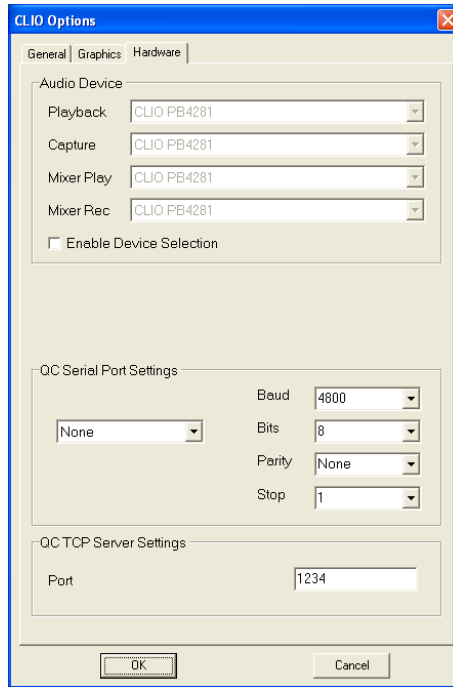 CLIO Options
General Graphics Hardware
Audio Device
Playback CLIO PB4281
Capture CLIO PB4281
Mixer Play CLIO PB4281
Mixer Rec CLIO PB4281
Enable Device Selection
QC Serial Port Settings
Baud 4800
None Bits 8
Parity None
Stop 1
QC TCP Server Settings
Port 1234
OK Cancel